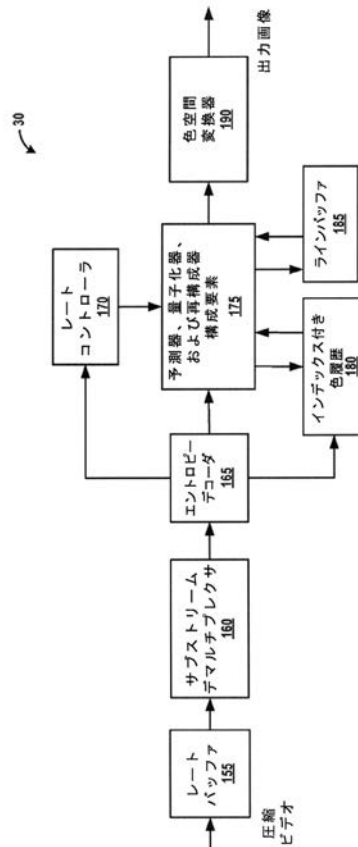 30
圧縮
ビデオ
レート
バッファ
155
サブストリーム
デマルチプレクサ
160
エントロピー
デコーダ
165
レート
コントローラ
170
予測器、量子化器、
および再構成器
構成要素
175
インデックス付き
色履歴
180
ラインバッファ
185
色空間
変換器
190
出力画像